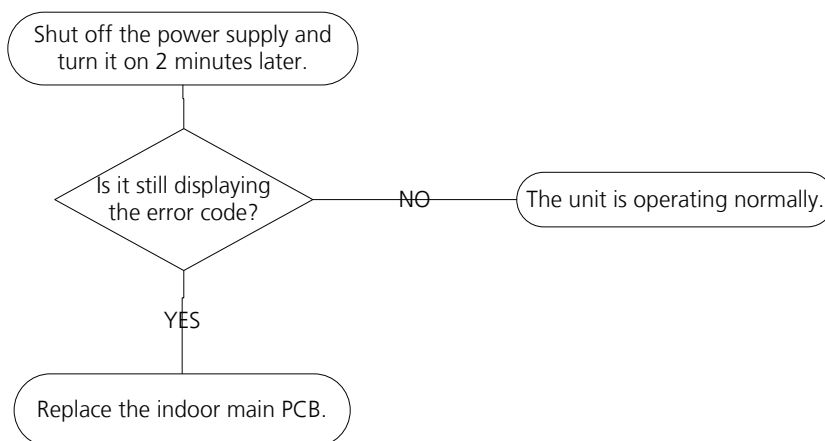 Shut off the power supply and
turn it on 2 minutes later.
Is it still displaying
the error code?
NO
The unit is operating normally.
YES
Replace the indoor main PCB.